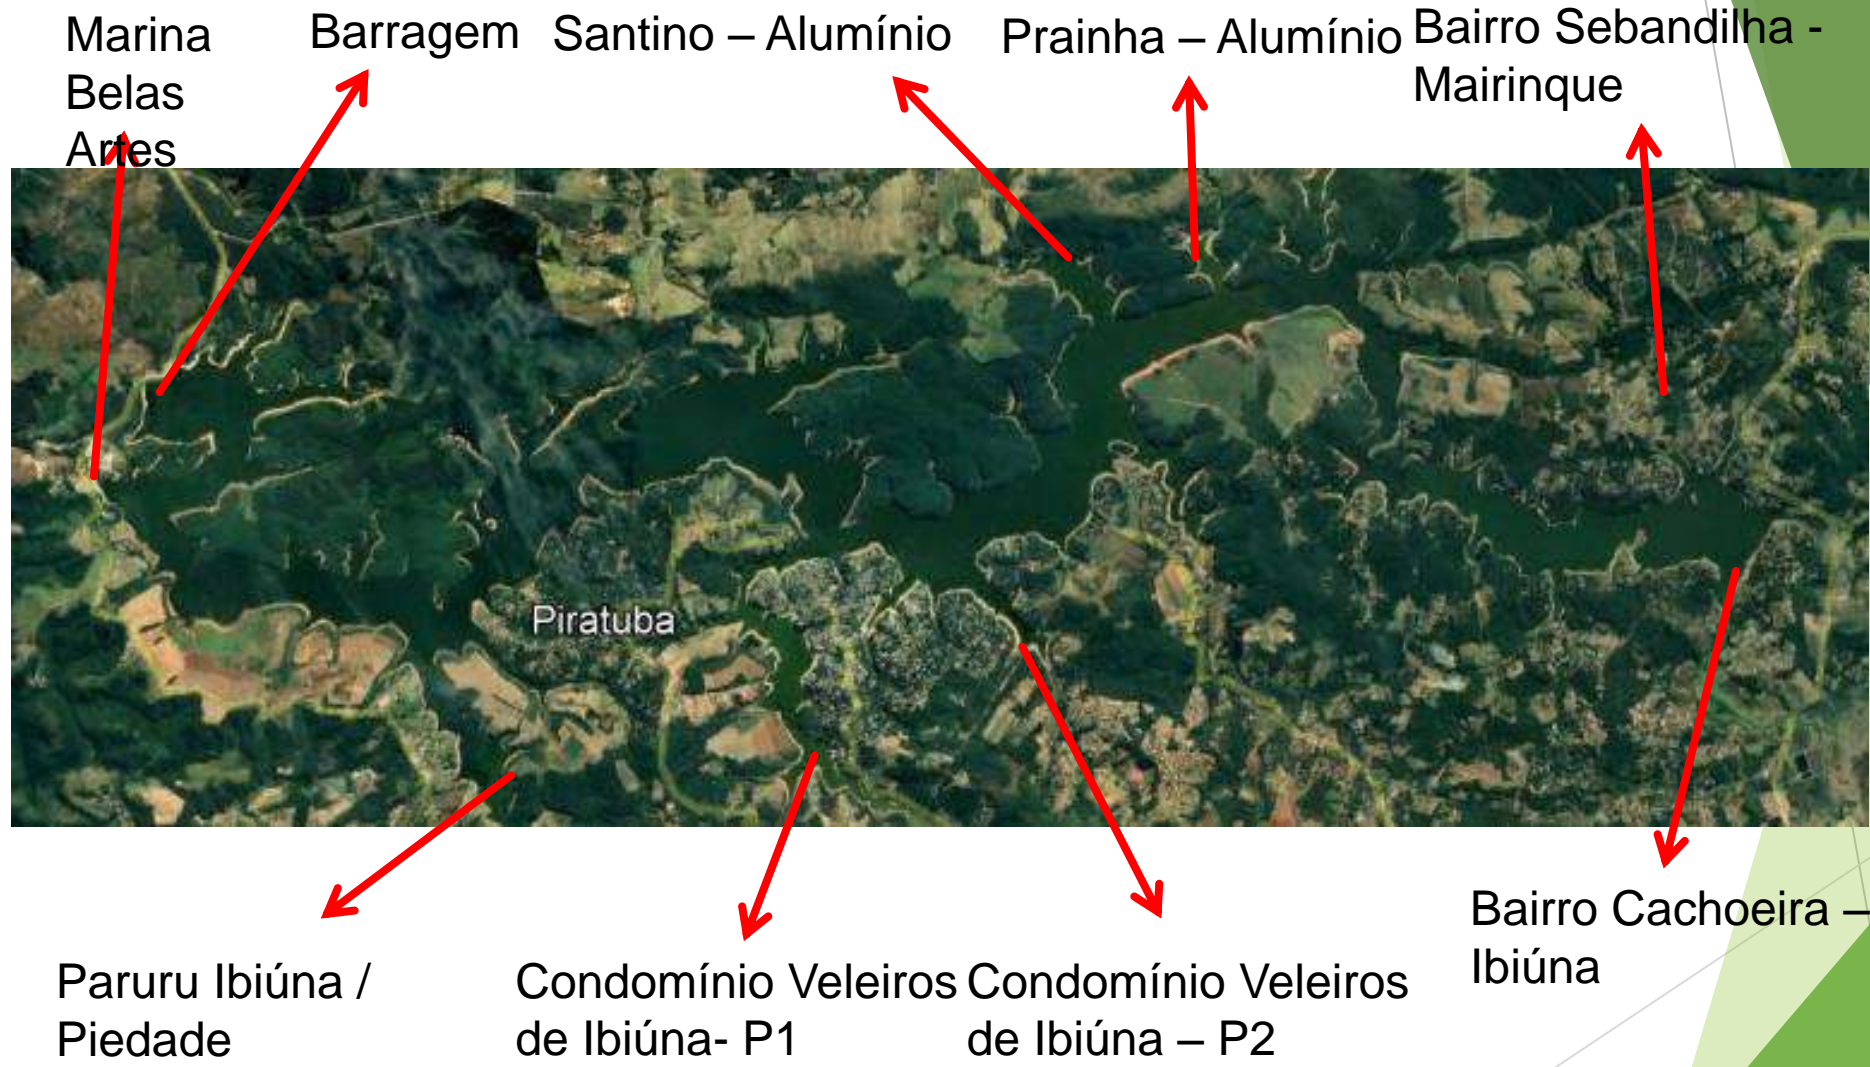 Marina
Belas
Artes
Barragem
Santino – Alumínio
Prainha – Alumínio
Bairro Sebandilha -
Mairinque
Piratuba
Paruru Ibiúna /
Piedade
Condomínio Veleiros
de Ibiúna- P1
Condomínio Veleiros
de Ibiúna – P2
Bairro Cachoeira –
Ibiúna